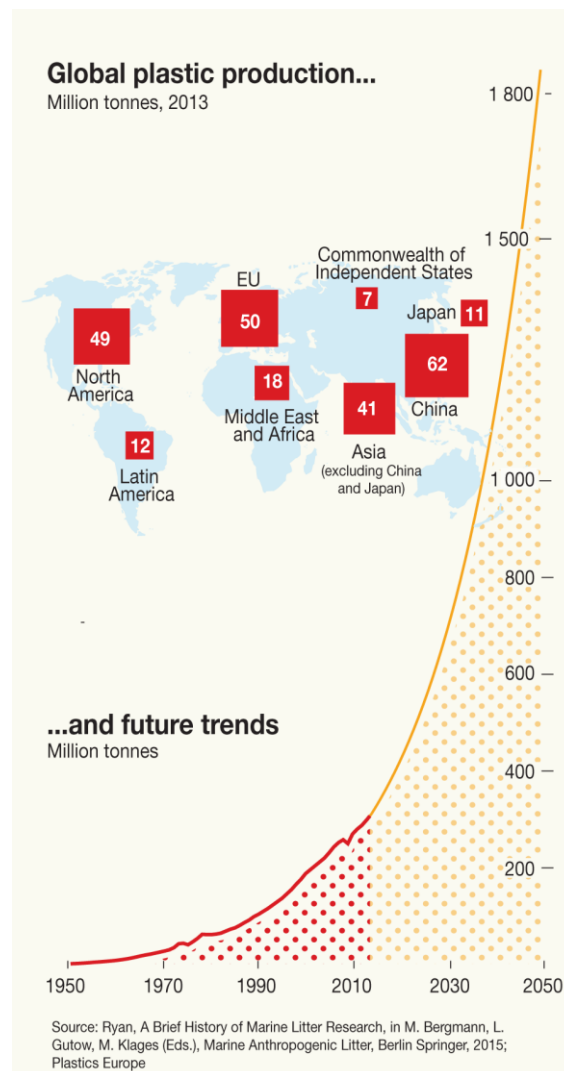 Global plastic production...
Million tonnes, 2013
1 800
1 500
Commonwealth of
Independent States
7
EU
50
Japan 11
49
North
America
18
Middle East
and Africa
62
China
41
Asia
(excluding China
and Japan)
12
Latin
America
1 000
800
600
...and future trends
Million tonnes
400
200
1950 1970 1990 2010 2030 2050
Source: Ryan, A Brief History of Marine Litter Research, in M. Bergmann, L.
Gutow, M. Klages (Eds.), Marine Anthropogenic Litter, Berlin Springer, 2015;
Plastics Europe